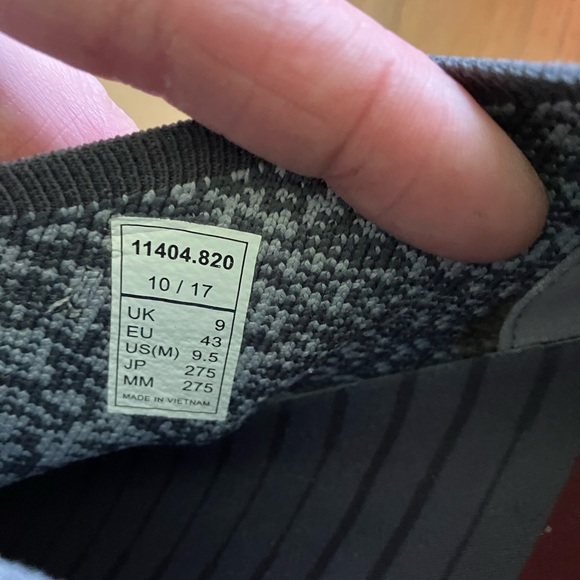 11404.820
10 / 17
UK 9
EU 43
US(M) 9.5
JP 275
MM 275
MADE IN VIETNAM